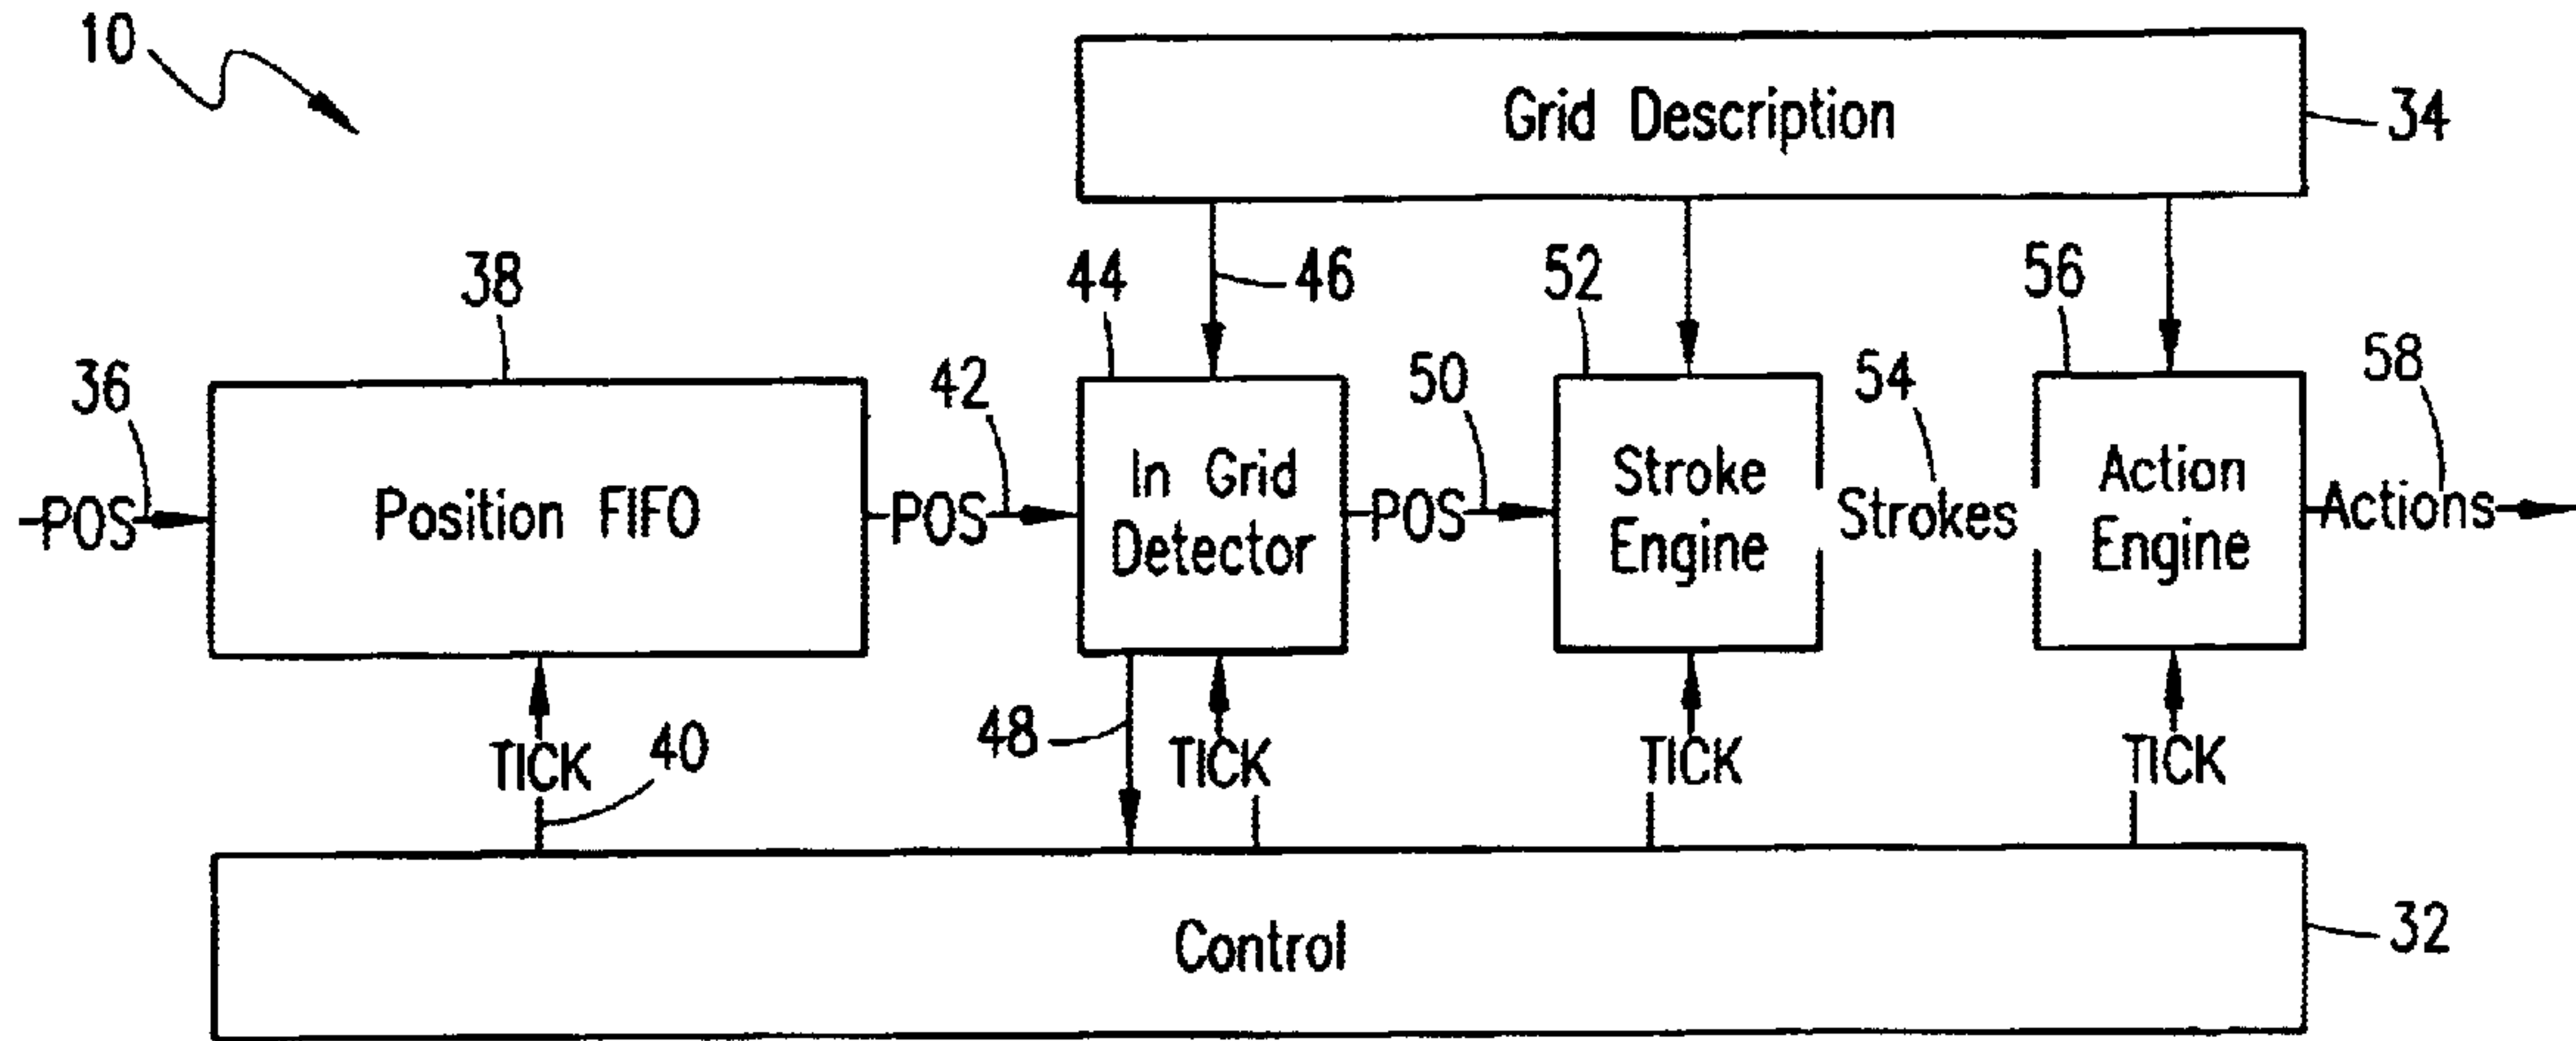 10
Grid Description
34
38
44
46
52
56
36
42
50
54
58
POS
Position FIFO
POS
In Grid
Detector
POS
Stroke
Engine
Strokes
Action
Engine
Actions
48
TICK
40
TICK
TICK
TICK
Control
32